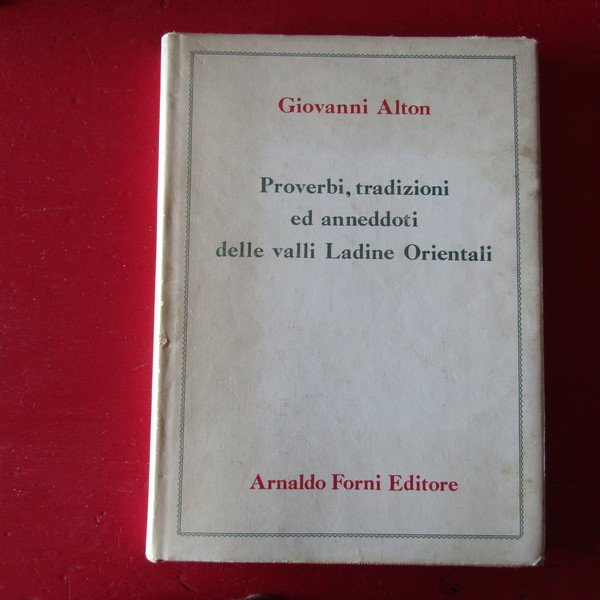 Giovanni Alton
Proverbi, tradizioni
ed anneddoti
delle valli Ladine Orientali
Arnaldo Forni Editore